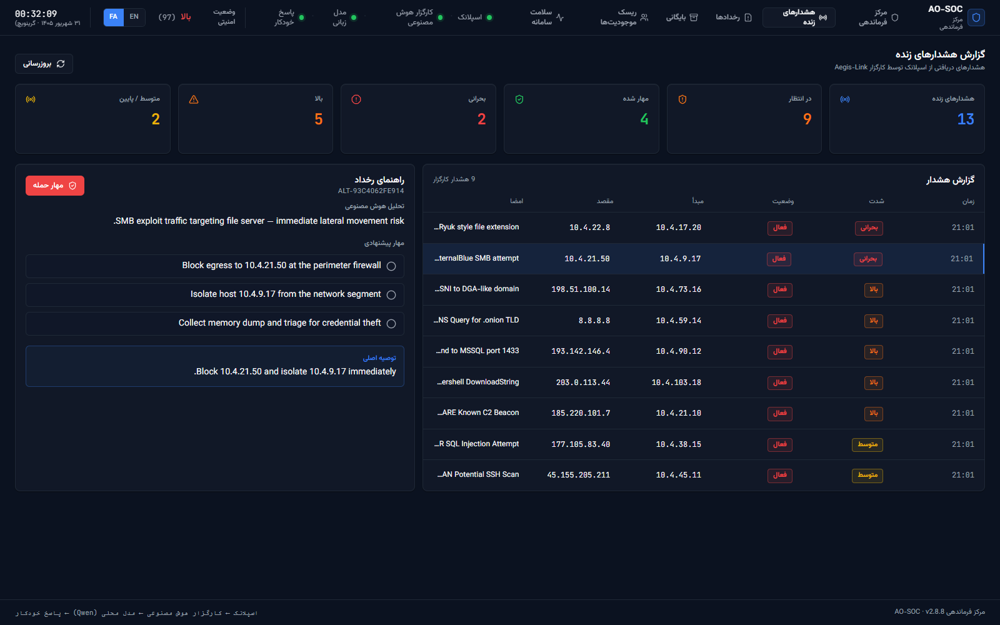 AO-SOC
مرکز
فرماندهی
مرکز
فرماندهی
هشدارهای
زنده
رخدادها
بایگانی
ریسک
موجودیت‌ها
سلامت
سامانه
اسپلانک
کارگزار هوش
مصنوعی
مدل
زبانی
پاسخ
خودکار
وضعیت
امنیتی
بالا (97)
FA EN
00:32:09
۳۱ شهریور ۱۴۰۵ · گرینویچ)
گزارش هشدارهای زنده
هشدارهای دریافتی از اسپلانک توسط کارگزار Aegis-Link
بروزرسانی
هشدارهای زنده
13
در انتظار
9
مهار شده
4
بحرانی
2
بالا
5
متوسط / پایین
2
گزارش هشدار
9 هشدار کارگزار
زمان شدت وضعیت مبدأ مقصد امضا
21:01 بحرانی فعال 10.4.17.20 10.4.22.8 Ryuk style file extension…
21:01 بحرانی فعال 10.4.9.17 10.4.21.50 ternalBlue SMB attempt…
21:01 بالا فعال 10.4.73.16 198.51.100.14 SNI to DGA-like domain…
21:01 بالا فعال 10.4.59.14 8.8.8.8 NS Query for .onion TLD…
21:01 بالا فعال 10.4.90.12 193.142.146.4 nd to MSSQL port 1433…
21:01 بالا فعال 10.4.103.18 203.0.113.44 ershell DownloadString…
21:01 بالا فعال 10.4.21.10 185.220.101.7 ARE Known C2 Beacon…
21:01 متوسط فعال 10.4.38.15 177.105.83.40 R SQL Injection Attempt…
21:01 متوسط فعال 10.4.45.11 45.155.205.211 AN Potential SSH Scan…
راهنمای رخداد
ALT-93C4062FE914
مهار حمله
تحلیل هوش مصنوعی
SMB exploit traffic targeting file server — immediate lateral movement risk.
مهار پیشنهادی
Block egress to 10.4.21.50 at the perimeter firewall
Isolate host 10.4.9.17 from the network segment
Collect memory dump and triage for credential theft
توصیه اصلی
Block 10.4.21.50 and isolate 10.4.9.17 immediately.
مرکز فرماندهی AO-SOC · v2.8.8
اسپلانک ← کارگزار هوش مصنوعی ← مدل محلی (Qwen) ← پاسخ خودکار